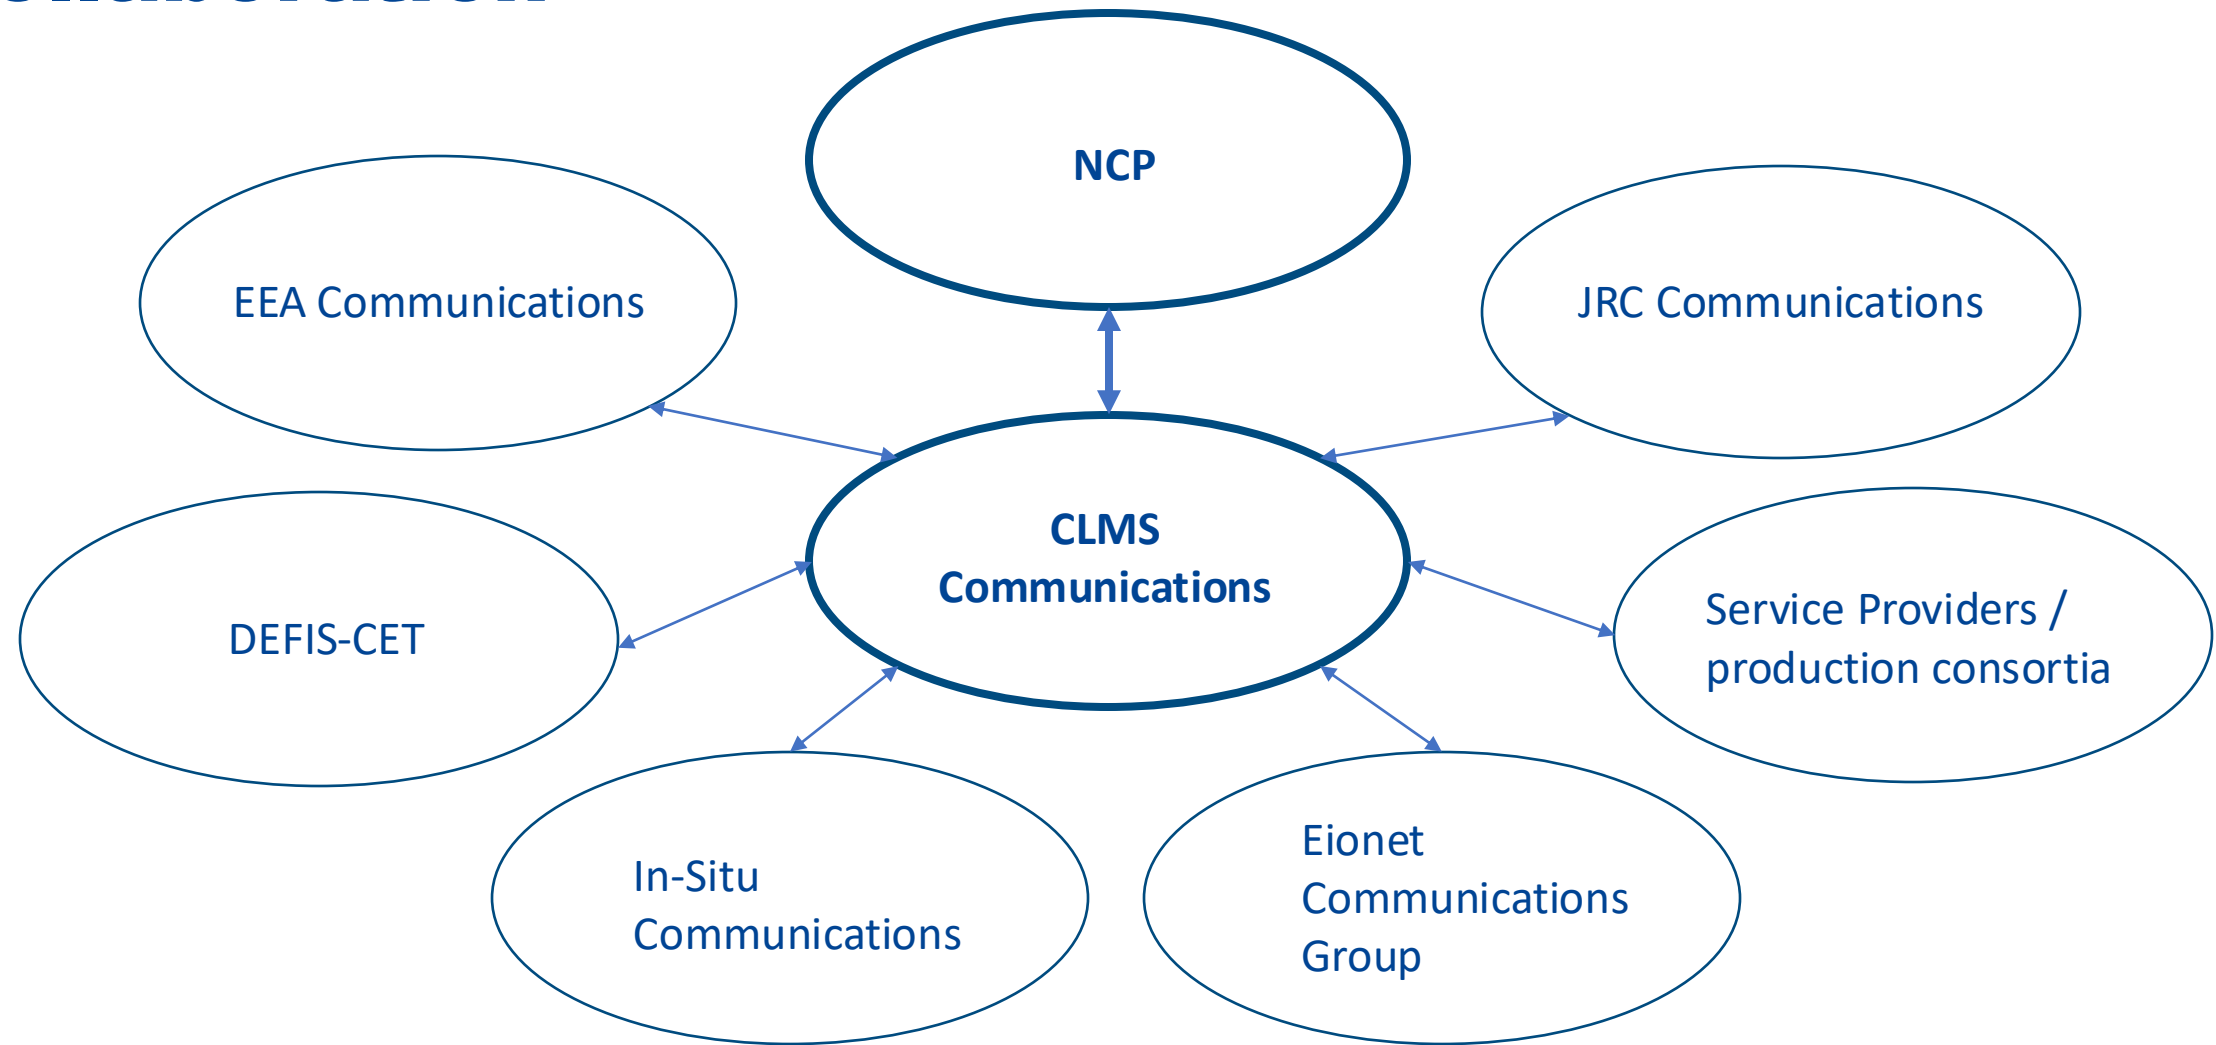 NCP
EEA Communications
JRC Communications
CLMS
Communications
Service Providers /
production consortia
DEFIS-CET
Eionet
Communications
Group
In-Situ
Communications